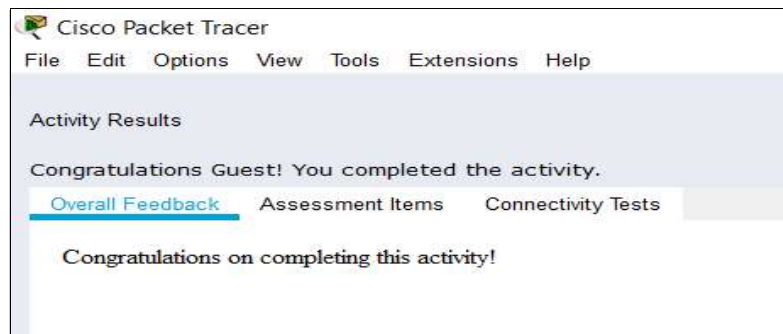 Cisco Packet Tracer
File Edit Options View Tools Extensions Help
Activity Results
Congratulations Guest! You completed the activity.
Overall Feedback Assessment Items Connectivity Tests
Congratulations on completing this activity!